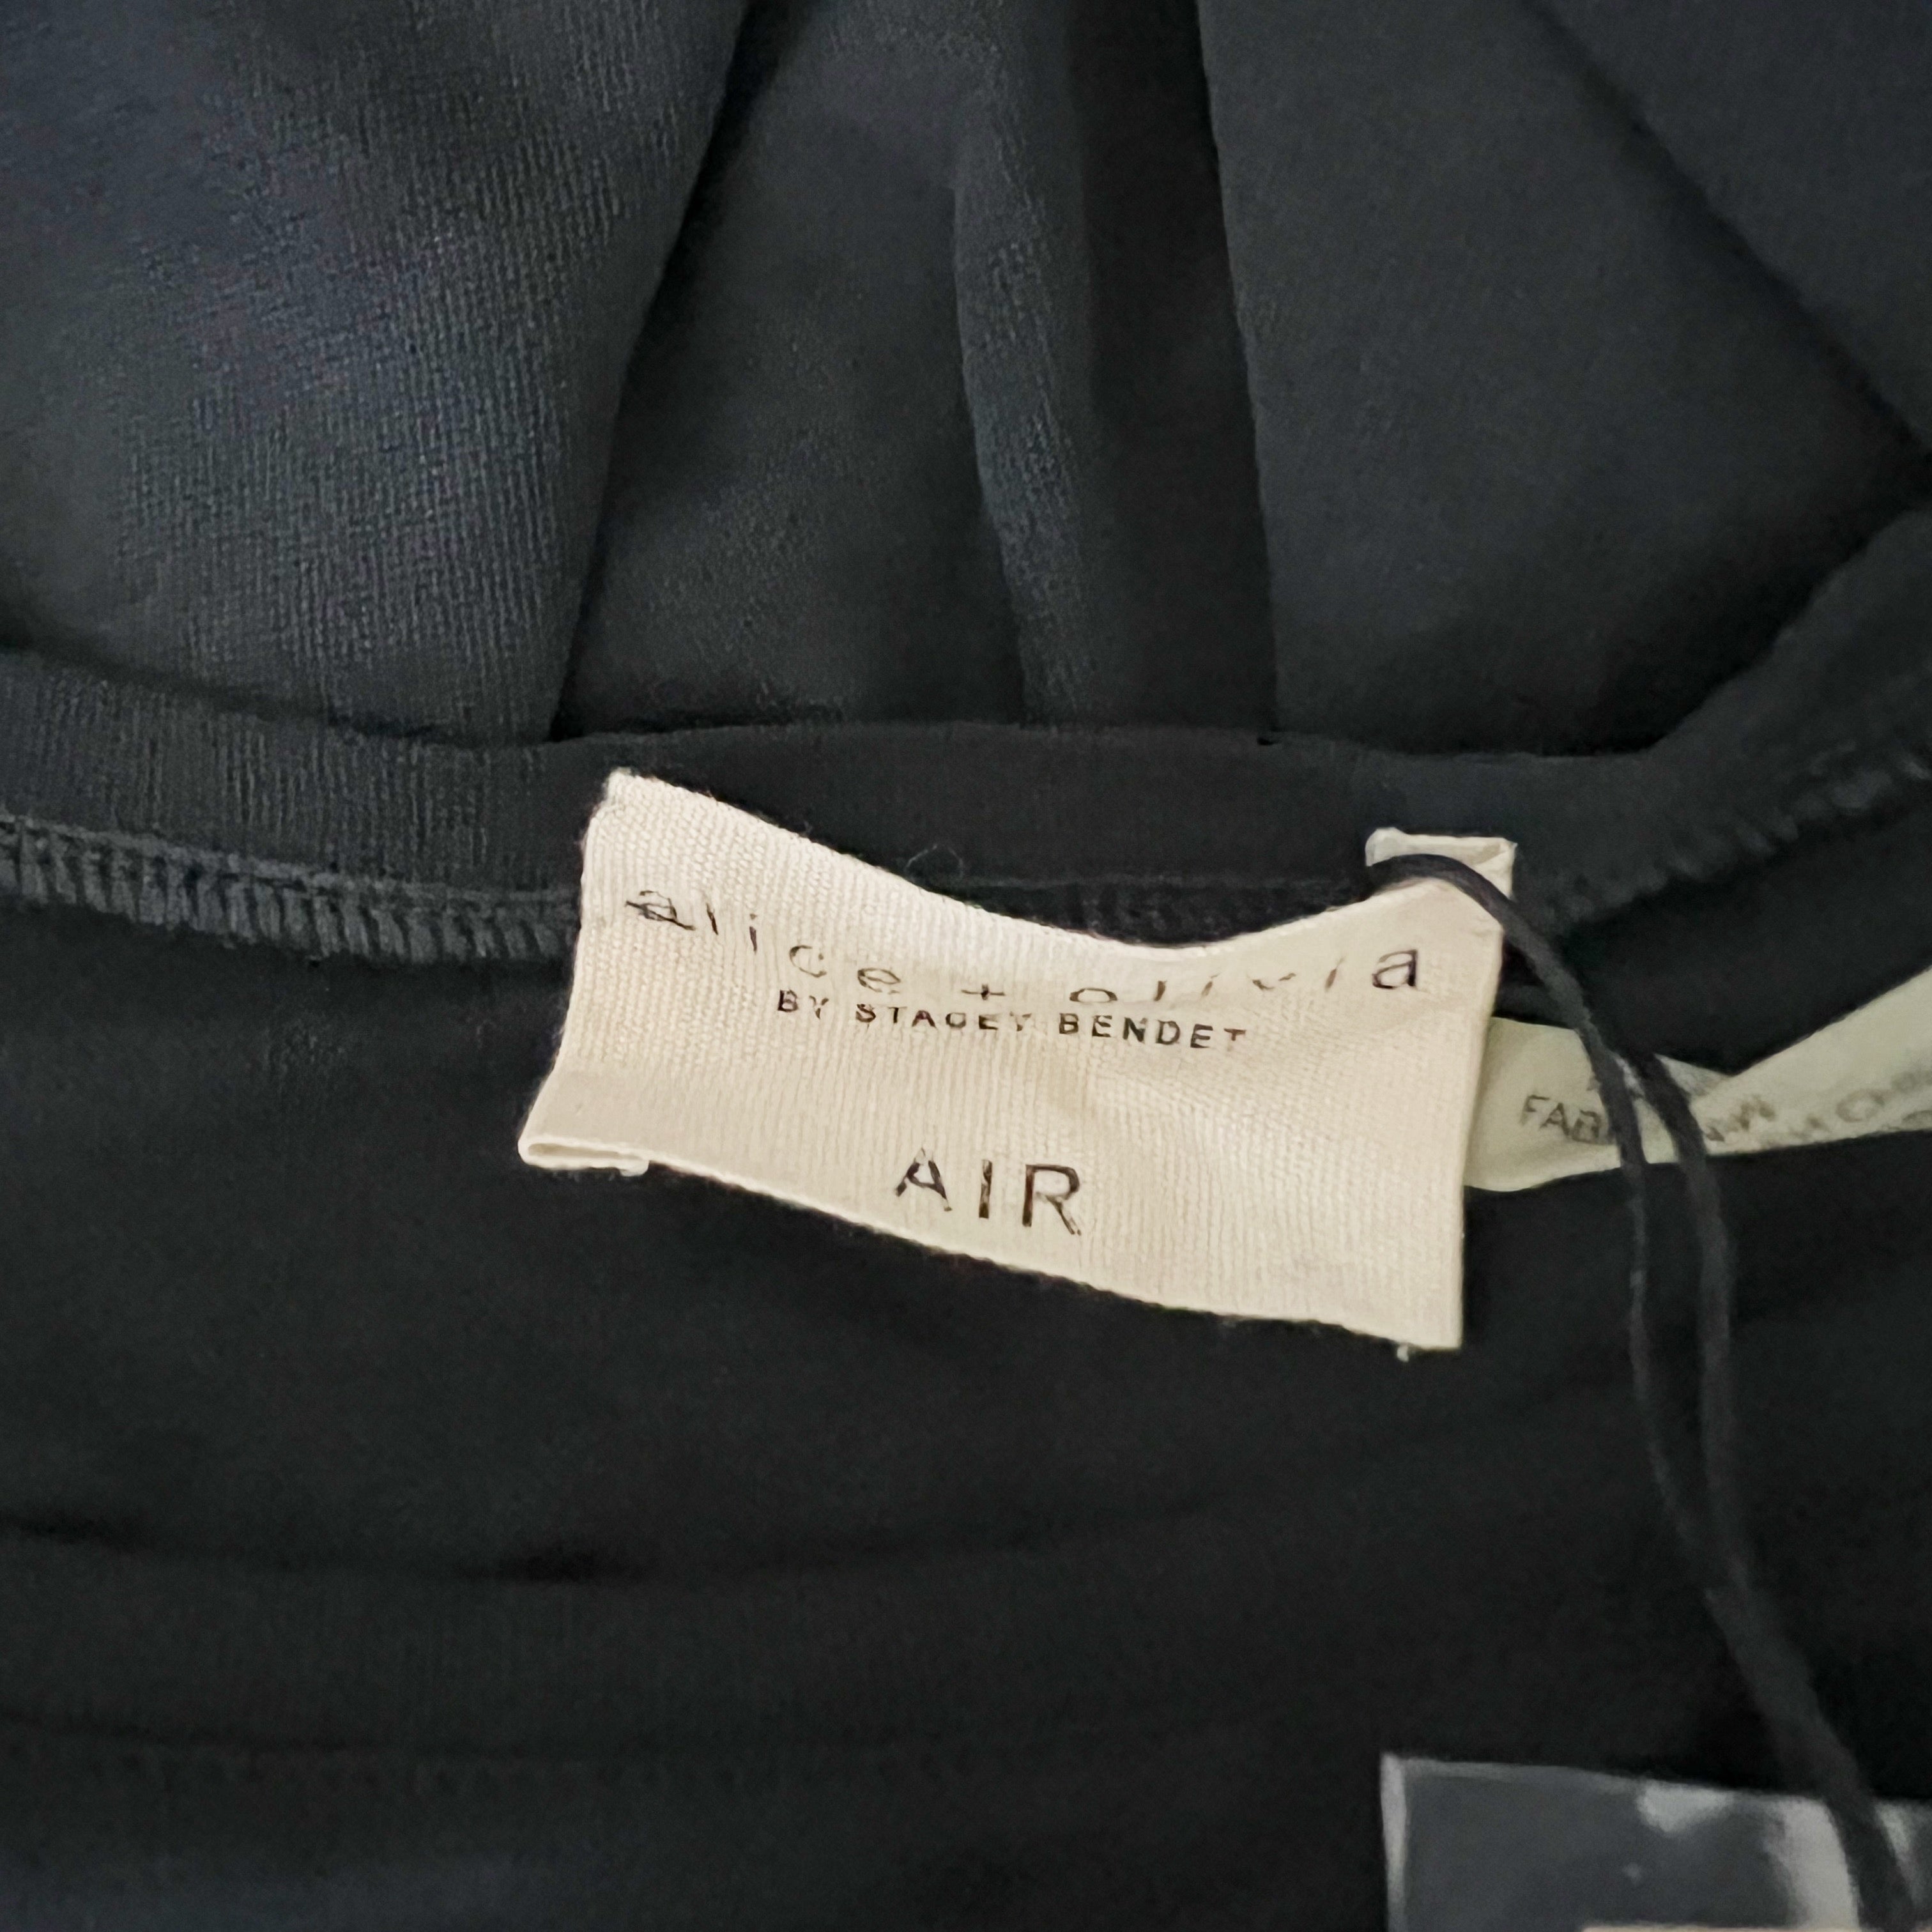 alice + olivia
BY STACEY BENDET
AIR